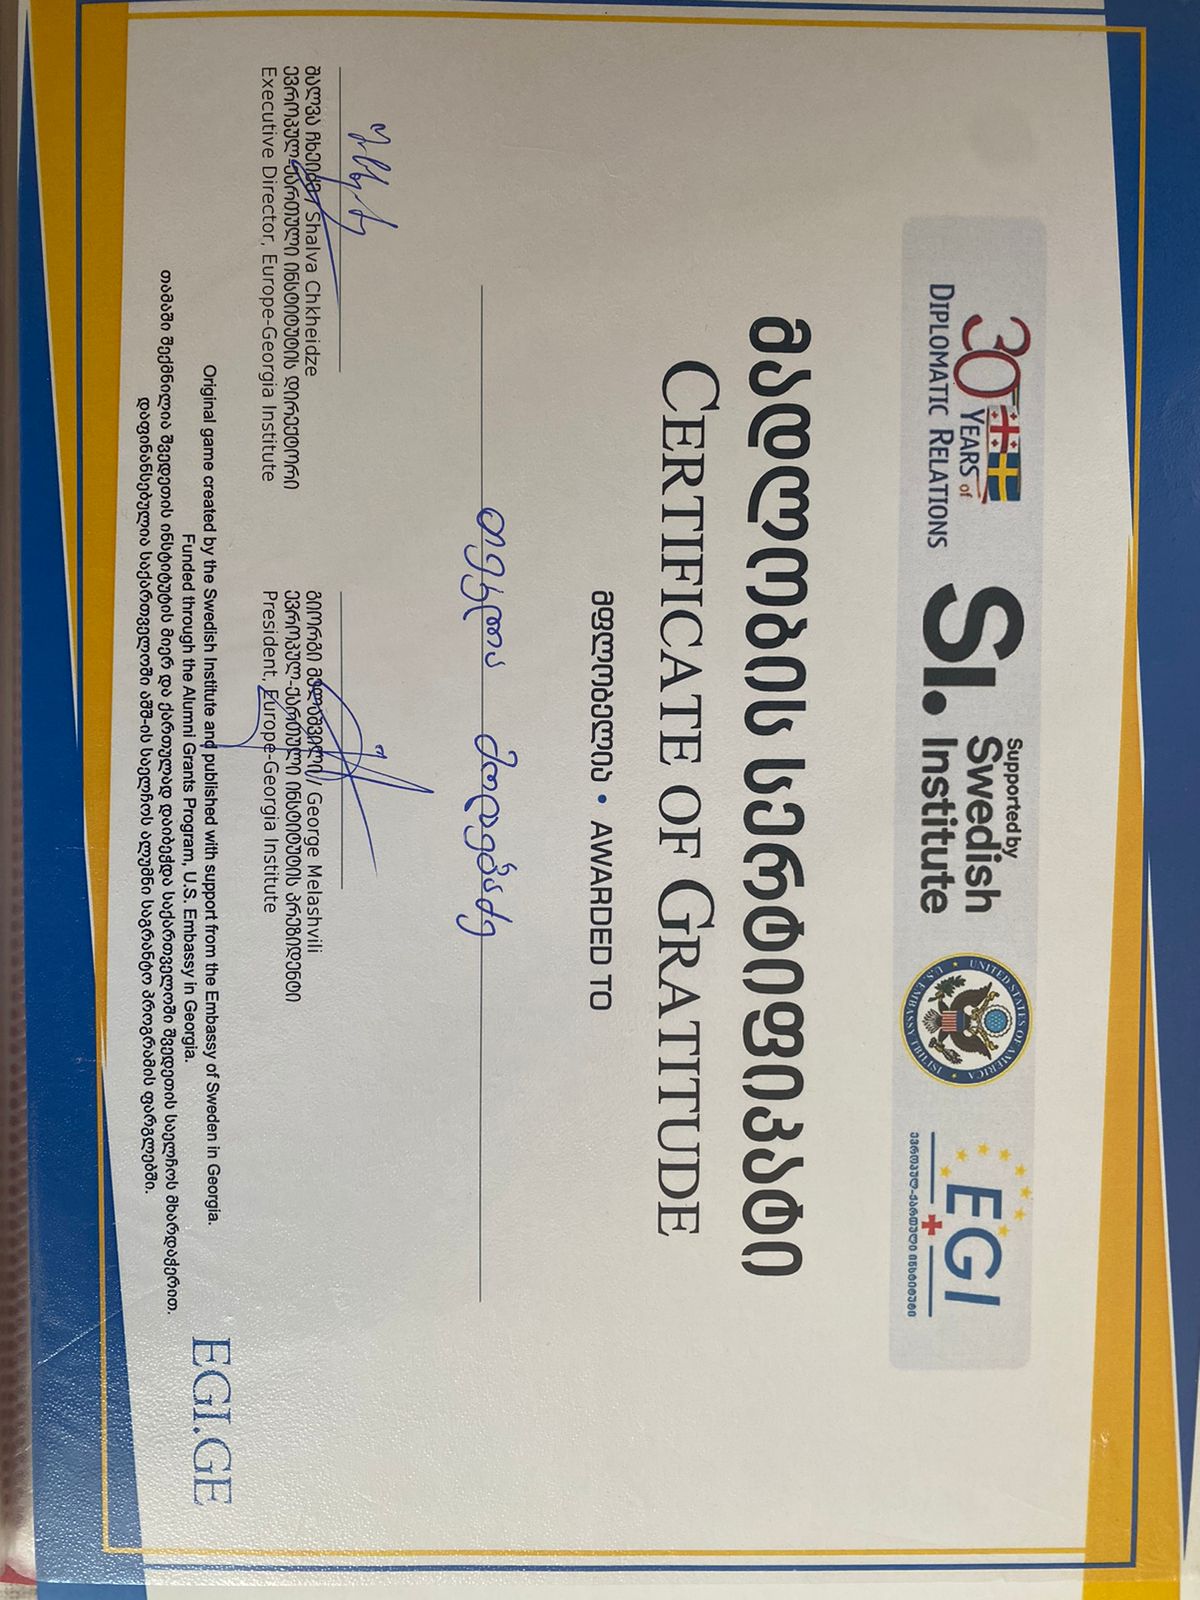 30
YEARS of
DIPLOMATIC RELATIONS
SI.
Supported by
Swedish
Institute
UNITED STATES OF AMERICA
U.S. EMBASSY TBILISI
EGI
ევროპულ-ქართული ინსტიტუტი
მადლობის სერტიფიკატი
CERTIFICATE OF GRATITUDE
მფლობელია • AWARDED TO
თეკლა მოდებაძე
შალვა ჩხეიძე / Shalva Chkheidze
ევროპულ-ქართული ინსტიტუტის დირექტორი
Executive Director, Europe-Georgia Institute
გიორგი მელაშვილი / George Melashvili
ევროპულ-ქართული ინსტიტუტის პრეზიდენტი
President, Europe-Georgia Institute
Original game created by the Swedish Institute and published with support from the Embassy of Sweden in Georgia.
Funded through the Alumni Grants Program, U.S. Embassy in Georgia.
თამაში შექმნილია შვედეთის ინსტიტუტის მიერ და ქართულად დაიბეჭდა საქართველოში შვედეთის საელჩოს მხარდაჭერით.
დაფინანსებულია საქართველოში აშშ-ის საელჩოს ალუმნი საგრანტო პროგრამის ფარგლებში.
EGI.GE